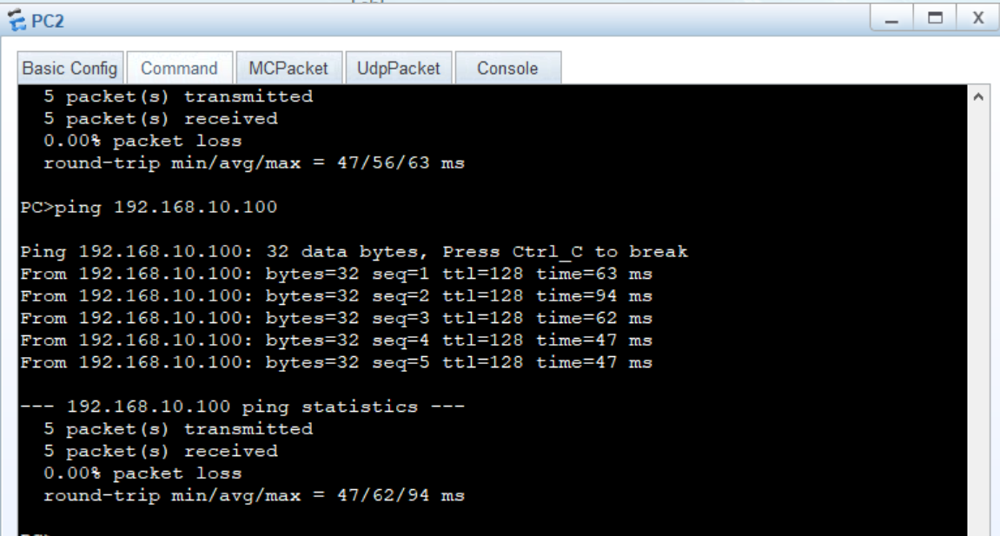 PC2
Basic Config Command MCPacket UdpPacket Console
5 packet(s) transmitted
5 packet(s) received
0.00% packet loss
round-trip min/avg/max = 47/56/63 ms
PC>ping 192.168.10.100
Ping 192.168.10.100: 32 data bytes, Press Ctrl_C to break
From 192.168.10.100: bytes=32 seq=1 ttl=128 time=63 ms
From 192.168.10.100: bytes=32 seq=2 ttl=128 time=94 ms
From 192.168.10.100: bytes=32 seq=3 ttl=128 time=62 ms
From 192.168.10.100: bytes=32 seq=4 ttl=128 time=47 ms
From 192.168.10.100: bytes=32 seq=5 ttl=128 time=47 ms
--- 192.168.10.100 ping statistics ---
5 packet(s) transmitted
5 packet(s) received
0.00% packet loss
round-trip min/avg/max = 47/62/94 ms